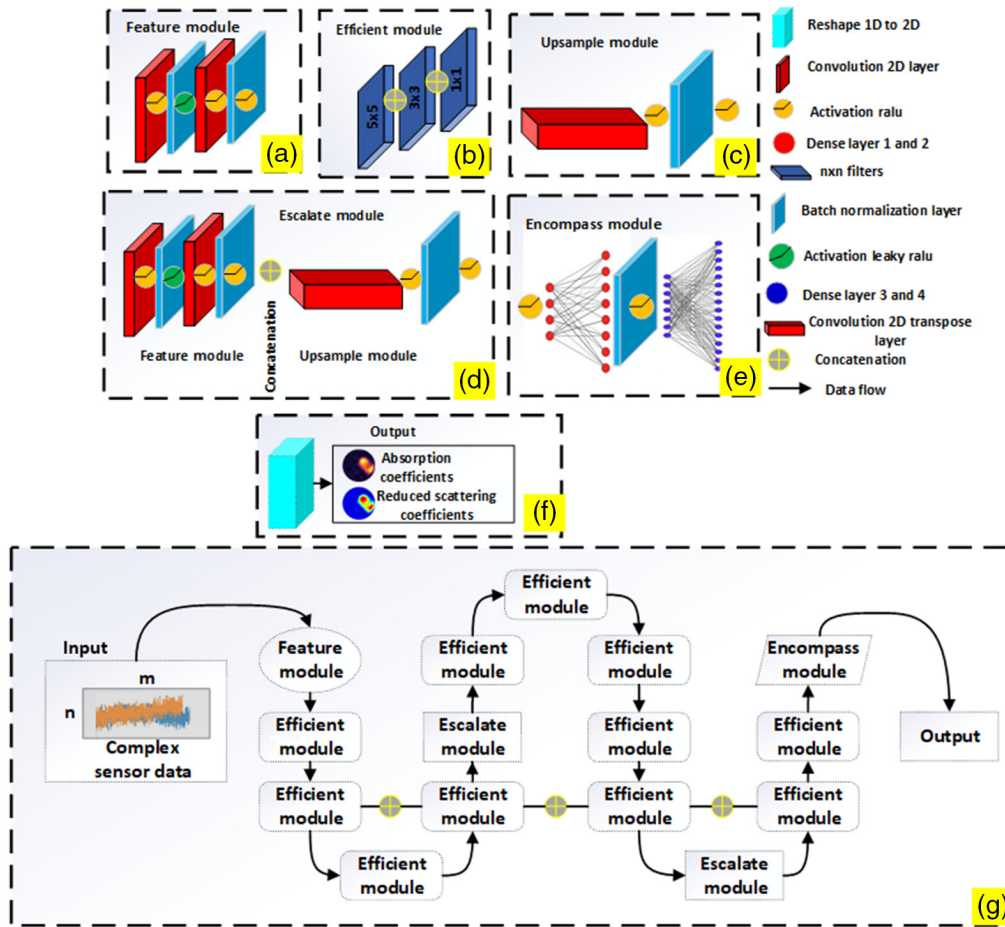 Feature module
(a)
Efficient module
5x5
3x3
1x1
(b)
Upsample module
(c)
Reshape 1D to 2D
Convolution 2D layer
Activation ralu
Dense layer 1 and 2
nxn filters
Batch normalization layer
Activation leaky ralu
Dense layer 3 and 4
Convolution 2D transpose
layer
Concatenation
Data flow
Escalate module
Feature module
Concatenation
Upsample module
(d)
Encompass module
(e)
Output
Absorption
coefficients
Reduced scattering
coefficients
(f)
Input
m
n
Complex
sensor data
Feature
module
Efficient
module
Efficient
module
Efficient
module
Efficient
module
Escalate
module
Efficient
module
Efficient
module
Efficient
module
Efficient
module
Efficient
module
Escalate
module
Efficient
module
Efficient
module
Encompass
module
Output
(g)